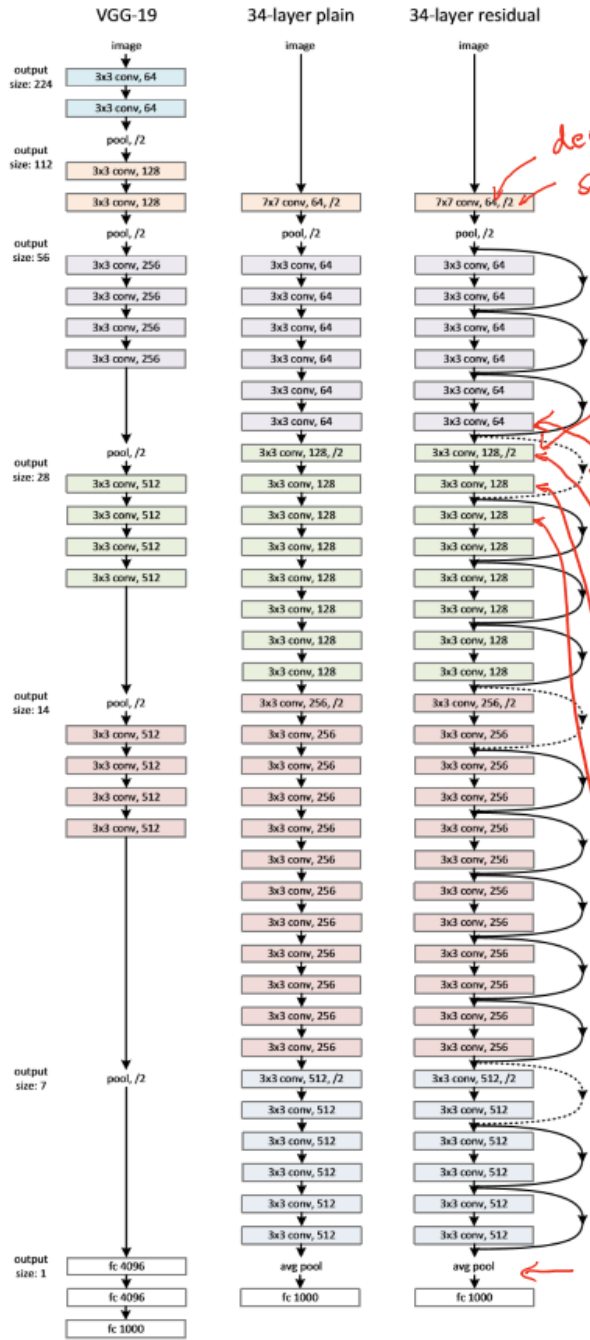 VGG-19
34-layer plain
34-layer residual
output
size: 224
output
size: 112
output
size: 56
output
size: 28
output
size: 14
output
size: 7
output
size: 1
image
3x3 conv, 64
3x3 conv, 64
pool, /2
3x3 conv, 128
3x3 conv, 128
pool, /2
3x3 conv, 256
3x3 conv, 256
3x3 conv, 256
3x3 conv, 256
pool, /2
3x3 conv, 512
3x3 conv, 512
3x3 conv, 512
3x3 conv, 512
pool, /2
3x3 conv, 512
3x3 conv, 512
3x3 conv, 512
3x3 conv, 512
pool, /2
fc 4096
fc 4096
fc 1000
image
7x7 conv, 64, /2
pool, /2
3x3 conv, 64
3x3 conv, 64
3x3 conv, 64
3x3 conv, 64
3x3 conv, 64
3x3 conv, 64
3x3 conv, 128, /2
3x3 conv, 128
3x3 conv, 128
3x3 conv, 128
3x3 conv, 128
3x3 conv, 128
3x3 conv, 128
3x3 conv, 128
3x3 conv, 256, /2
3x3 conv, 256
3x3 conv, 256
3x3 conv, 256
3x3 conv, 256
3x3 conv, 256
3x3 conv, 256
3x3 conv, 256
3x3 conv, 256
3x3 conv, 256
3x3 conv, 256
3x3 conv, 256
3x3 conv, 512, /2
3x3 conv, 512
3x3 conv, 512
3x3 conv, 512
3x3 conv, 512
3x3 conv, 512
avg pool
fc 1000
image
7x7 conv, 64, /2
pool, /2
3x3 conv, 64
3x3 conv, 64
3x3 conv, 64
3x3 conv, 64
3x3 conv, 64
3x3 conv, 64
3x3 conv, 128, /2
3x3 conv, 128
3x3 conv, 128
3x3 conv, 128
3x3 conv, 128
3x3 conv, 128
3x3 conv, 128
3x3 conv, 128
3x3 conv, 256, /2
3x3 conv, 256
3x3 conv, 256
3x3 conv, 256
3x3 conv, 256
3x3 conv, 256
3x3 conv, 256
3x3 conv, 256
3x3 conv, 256
3x3 conv, 256
3x3 conv, 256
3x3 conv, 256
3x3 conv, 512, /2
3x3 conv, 512
3x3 conv, 512
3x3 conv, 512
3x3 conv, 512
3x3 conv, 512
avg pool
fc 1000